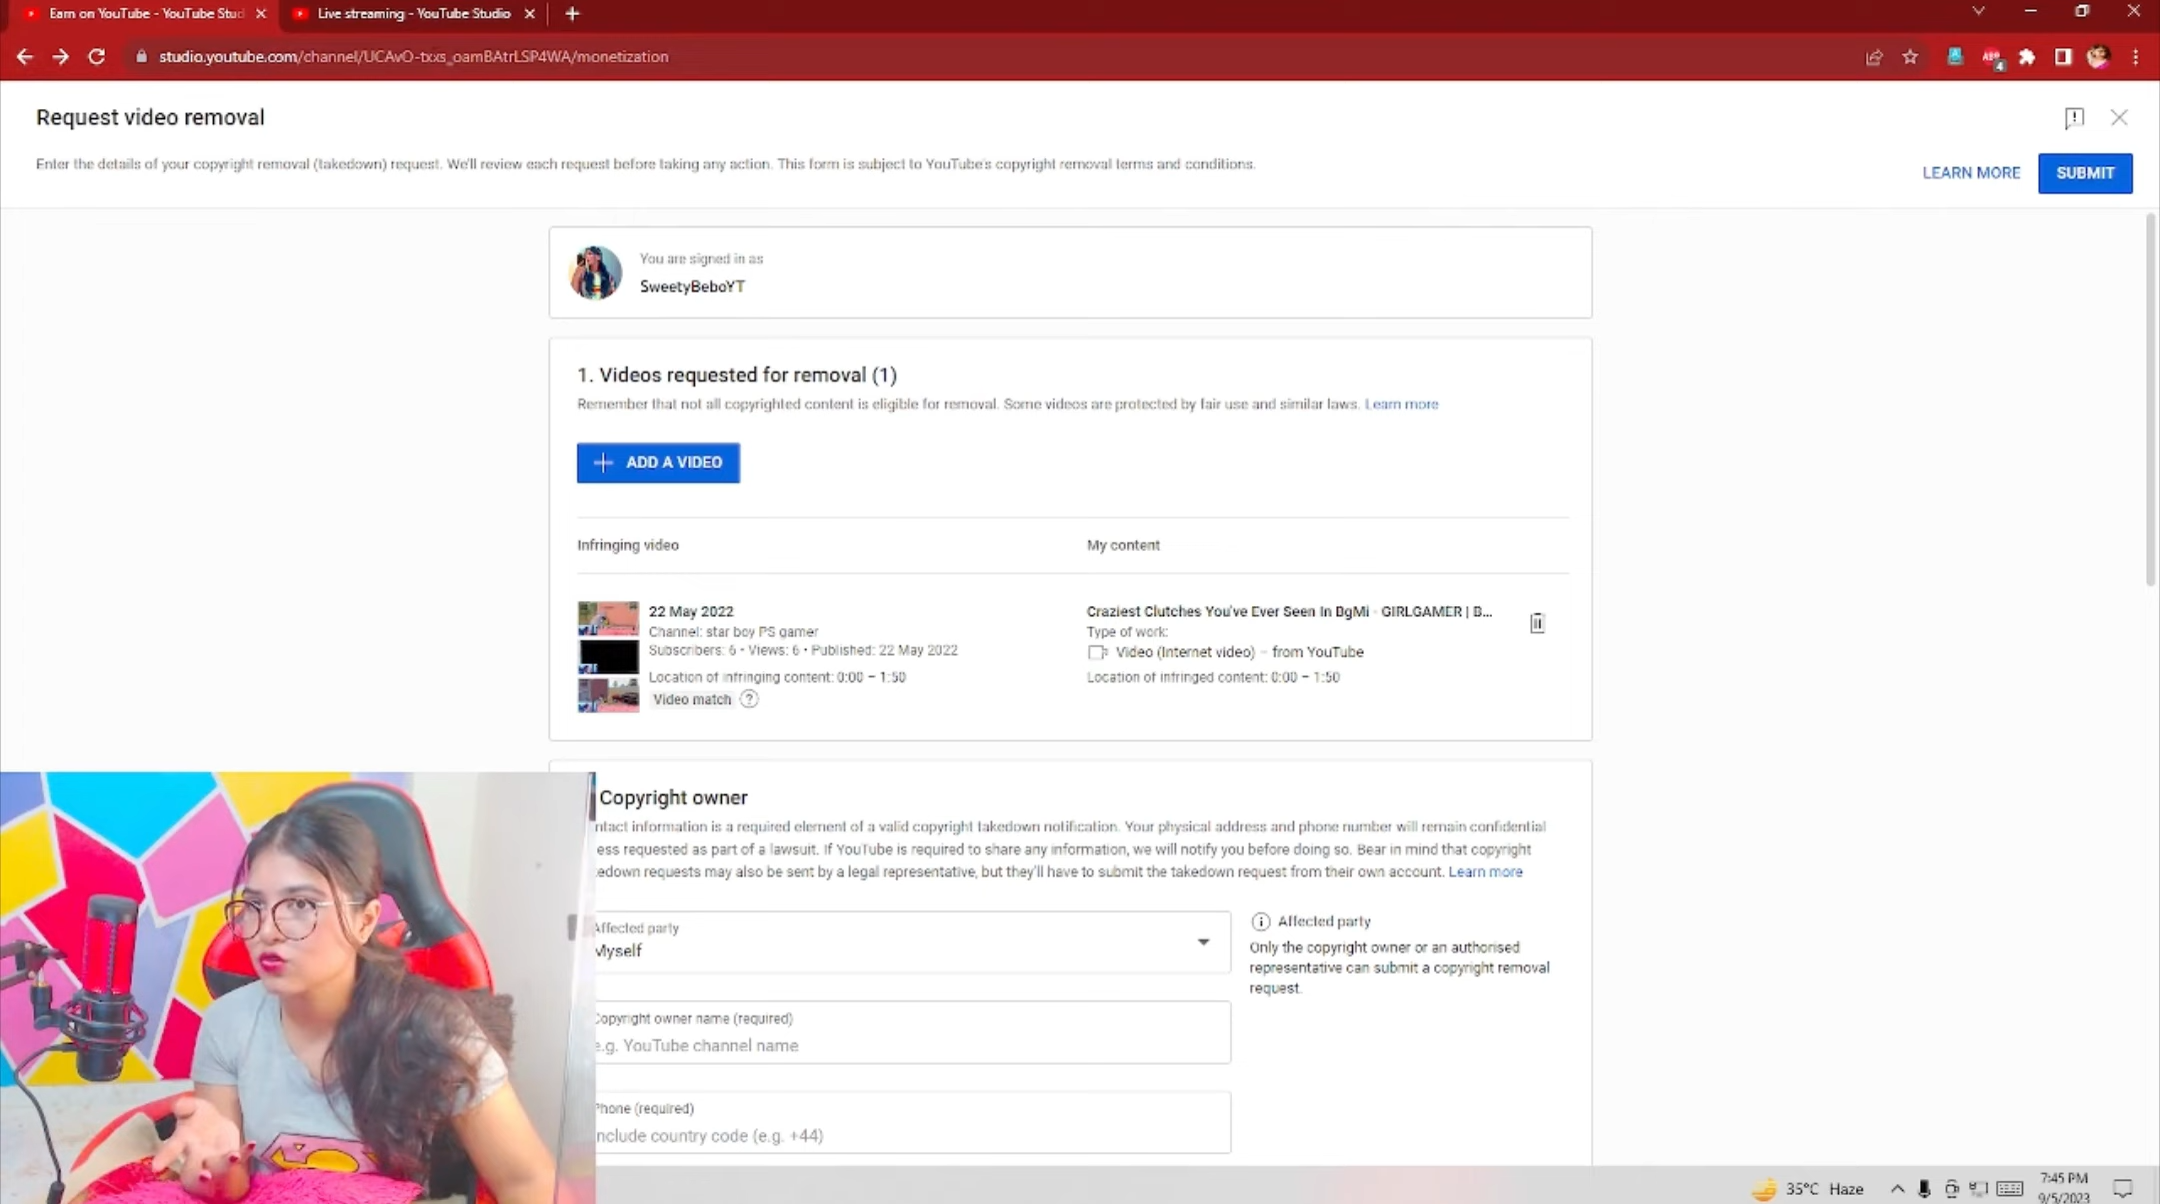 Earn on YouTube - YouTube Stud
Live streaming - YouTube Studio
studio.youtube.com/channel/UCAvO-txxs_oamBAtrLSP4WA/monetization
ABP
4
Request video removal
Enter the details of your copyright removal (takedown) request. We'll review each request before taking any action. This form is subject to YouTube's copyright removal terms and conditions.
LEARN MORE
SUBMIT
You are signed in as
SweetyBeboYT
1. Videos requested for removal (1)
Remember that not all copyrighted content is eligible for removal. Some videos are protected by fair use and similar laws. Learn more
ADD A VIDEO
Infringing video
My content
22 May 2022
Channel: star boy PS gamer
Subscribers: 6 • Views: 6 • Published: 22 May 2022
Location of infringing content: 0:00 – 1:50
Video match ?
Craziest Clutches You've Ever Seen In BgMi - GIRLGAMER | B...
Type of work:
Video (Internet video) – from YouTube
Location of infringed content: 0:00 – 1:50
Copyright owner
ntact information is a required element of a valid copyright takedown notification. Your physical address and phone number will remain confidential
ess requested as part of a lawsuit. If YouTube is required to share any information, we will notify you before doing so. Bear in mind that copyright
edown requests may also be sent by a legal representative, but they'll have to submit the takedown request from their own account. Learn more
Affected party
Myself
Affected party
Only the copyright owner or an authorised
representative can submit a copyright removal
request.
Copyright owner name (required)
e.g. YouTube channel name
Phone (required)
nclude country code (e.g. +44)
35°C Haze
7:45 PM
9/5/2023